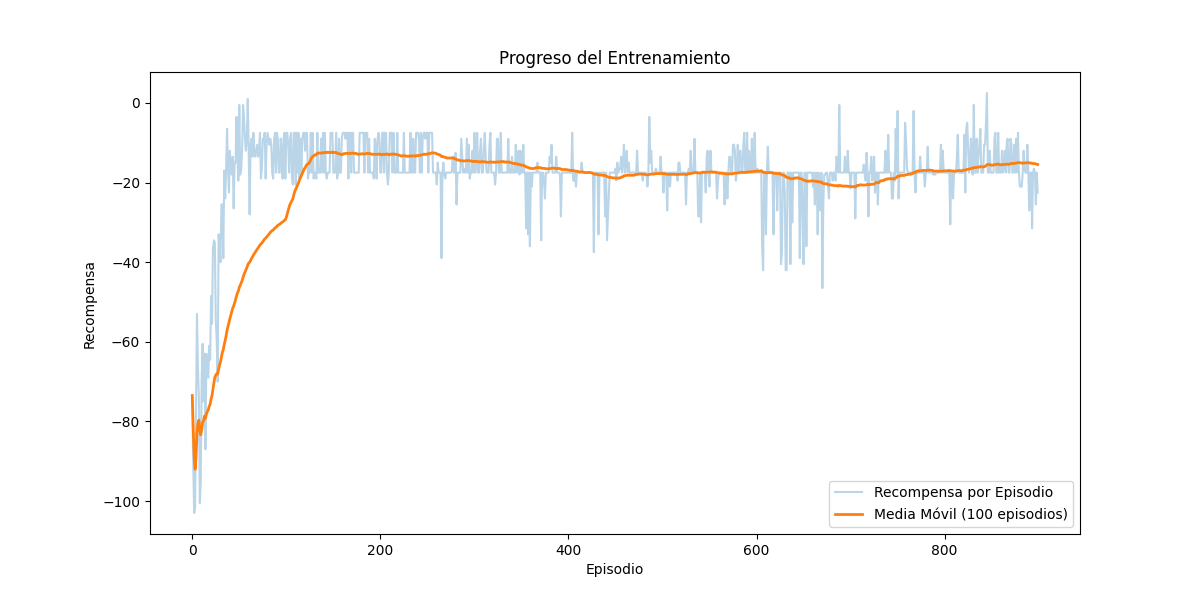 Progreso del Entrenamiento
Recompensa
0
−20
−40
−60
−80
−100
0
200
400
600
800
Episodio
Recompensa por Episodio
Media Móvil (100 episodios)